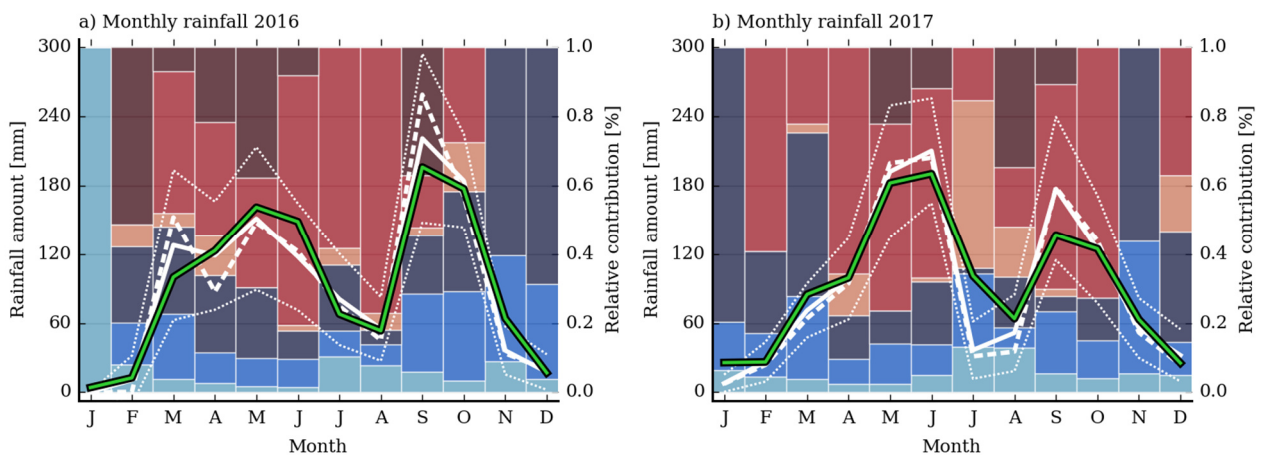 a) Monthly rainfall 2016
300
240
180
120
60
0
Rainfall amount [mm]
1.0
0.8
0.6
0.4
0.2
0.0
Relative contribution [%]
J F M A M J J A S O N D
Month
b) Monthly rainfall 2017
300
240
180
120
60
0
Rainfall amount [mm]
1.0
0.8
0.6
0.4
0.2
0.0
Relative contribution [%]
J F M A M J J A S O N D
Month